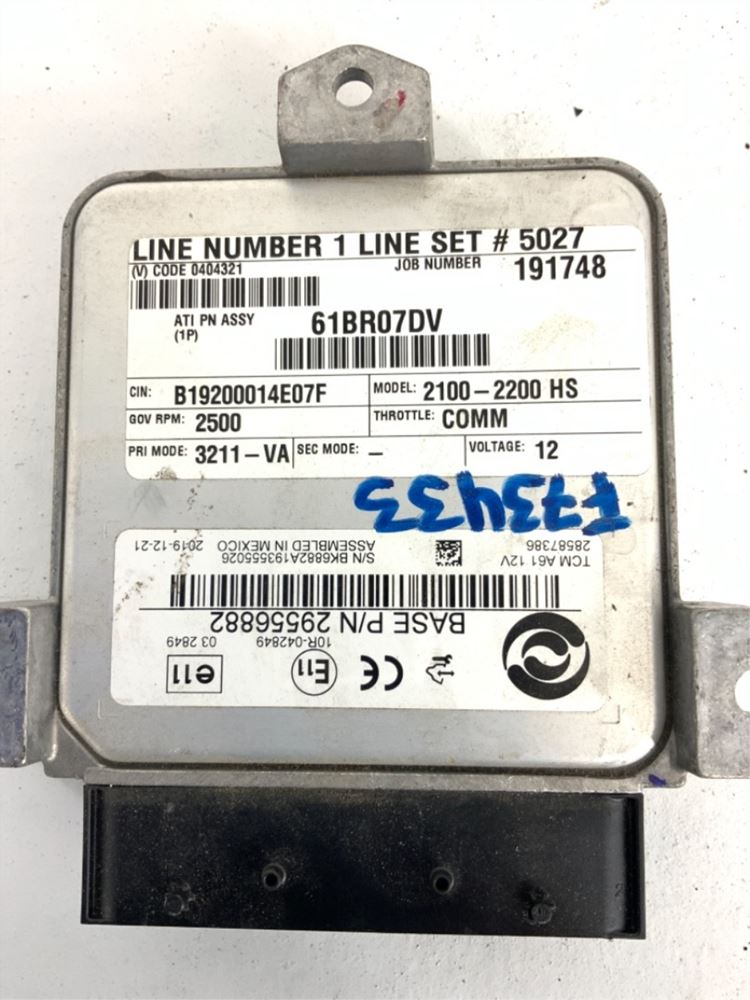 LINE NUMBER 1 LINE SET # 5027
(V) CODE 0404321 JOB NUMBER 191748
ATI PN ASSY 61BR07DV
(1P)
CIN: B19200014E07F MODEL: 2100-2200 HS
GOV RPM: 2500 THROTTLE: COMM
PRI MODE: 3211-VA SEC MODE: - VOLTAGE: 12
F73433
BASE P/N 29556882
TCM A61 12V S/N BK6882A193555026
28587386 ASSEMBLED IN MEXICO 2019-12-21
CE E11 e11
10R-042849 03 2849